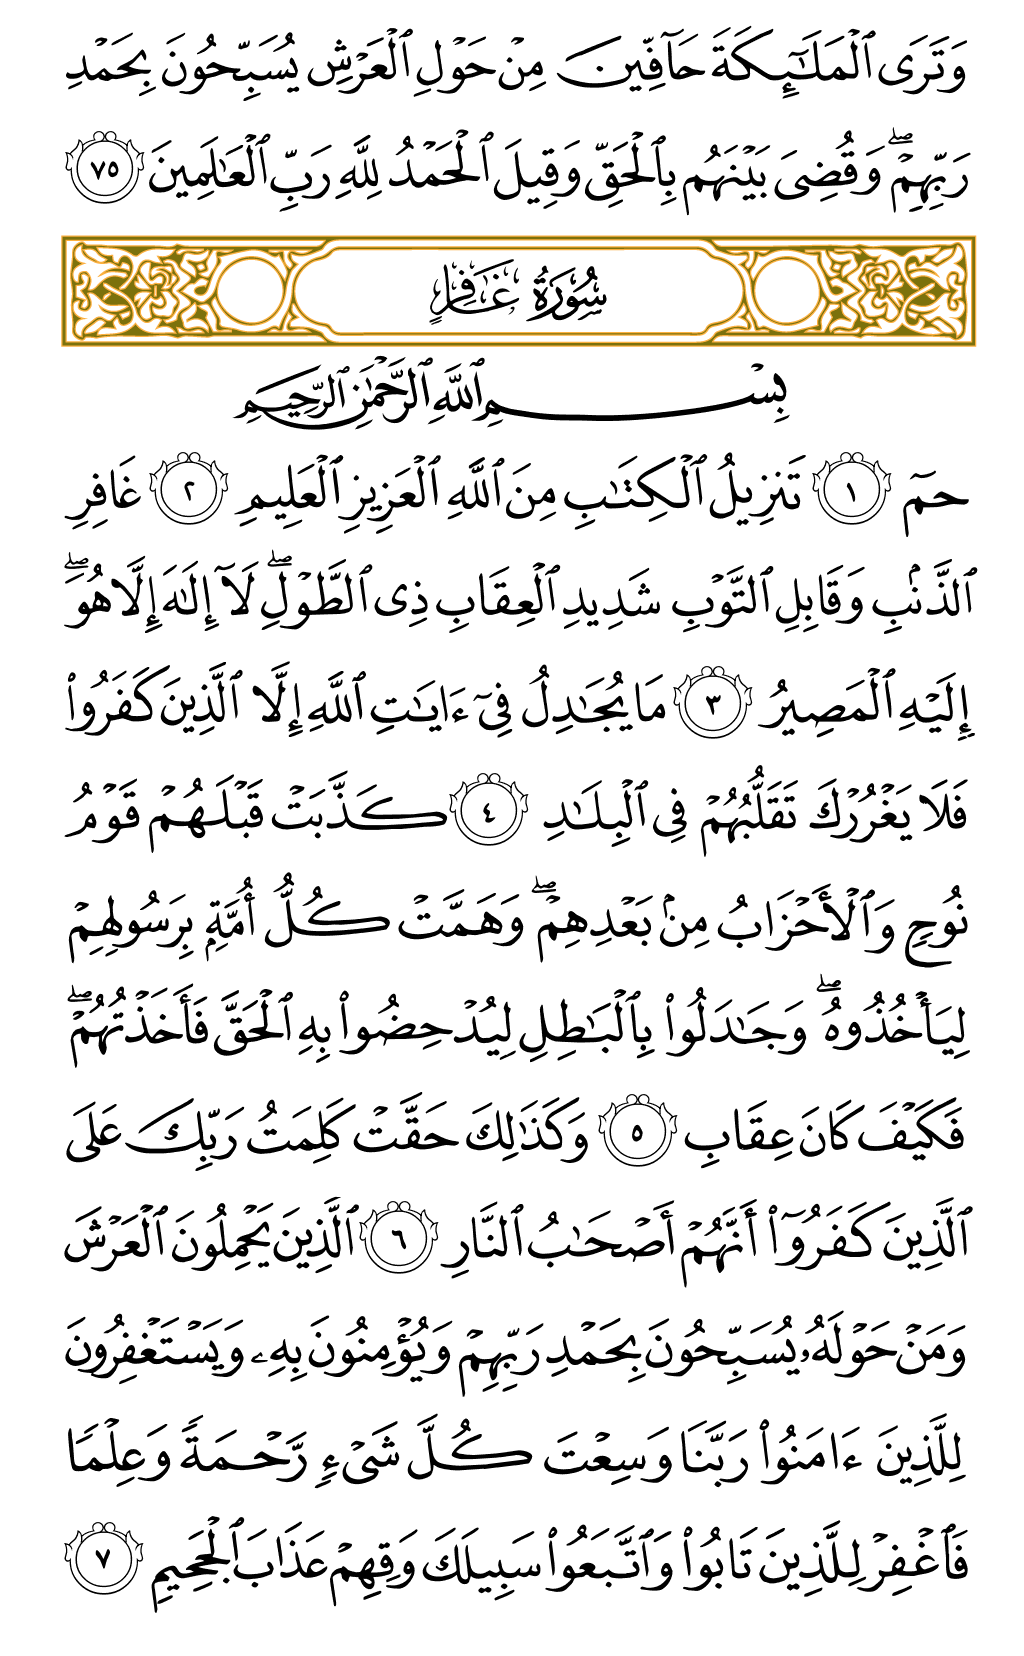 وَتَرَى ٱلْمَلَـٰٓئِكَةَ حَآفِّينَ مِنْ حَوْلِ ٱلْعَرْشِ يُسَبِّحُونَ بِحَمْدِ
رَبِّهِمْ ۖ وَقُضِىَ بَيْنَهُم بِٱلْحَقِّ وَقِيلَ ٱلْحَمْدُ لِلَّهِ رَبِّ ٱلْعَـٰلَمِينَ ٧٥
سُورَةُ غَافِرٍ
بِسْمِ ٱللَّهِ ٱلرَّحْمَـٰنِ ٱلرَّحِيمِ
حمٓ ١ تَنزِيلُ ٱلْكِتَـٰبِ مِنَ ٱللَّهِ ٱلْعَزِيزِ ٱلْعَلِيمِ ٢ غَافِرِ
ٱلذَّنۢبِ وَقَابِلِ ٱلتَّوْبِ شَدِيدِ ٱلْعِقَابِ ذِى ٱلطَّوْلِ ۖ لَآ إِلَـٰهَ إِلَّا هُوَ ۖ
إِلَيْهِ ٱلْمَصِيرُ ٣ مَا يُجَـٰدِلُ فِىٓ ءَايَـٰتِ ٱللَّهِ إِلَّا ٱلَّذِينَ كَفَرُوا۟
فَلَا يَغْرُرْكَ تَقَلُّبُهُمْ فِى ٱلْبِلَـٰدِ ٤ كَذَّبَتْ قَبْلَهُمْ قَوْمُ
نُوحٍ وَٱلْأَحْزَابُ مِنۢ بَعْدِهِمْ ۖ وَهَمَّتْ كُلُّ أُمَّةٍۭ بِرَسُولِهِمْ
لِيَأْخُذُوهُ ۖ وَجَـٰدَلُوا۟ بِٱلْبَـٰطِلِ لِيُدْحِضُوا۟ بِهِ ٱلْحَقَّ فَأَخَذْتُهُمْ ۖ
فَكَيْفَ كَانَ عِقَابِ ٥ وَكَذَٰلِكَ حَقَّتْ كَلِمَتُ رَبِّكَ عَلَى
ٱلَّذِينَ كَفَرُوٓا۟ أَنَّهُمْ أَصْحَـٰبُ ٱلنَّارِ ٦ ٱلَّذِينَ يَحْمِلُونَ ٱلْعَرْشَ
وَمَنْ حَوْلَهُۥ يُسَبِّحُونَ بِحَمْدِ رَبِّهِمْ وَيُؤْمِنُونَ بِهِۦ وَيَسْتَغْفِرُونَ
لِلَّذِينَ ءَامَنُوا۟ رَبَّنَا وَسِعْتَ كُلَّ شَىْءٍ رَّحْمَةً وَعِلْمًا
فَٱغْفِرْ لِلَّذِينَ تَابُوا۟ وَٱتَّبَعُوا۟ سَبِيلَكَ وَقِهِمْ عَذَابَ ٱلْجَحِيمِ ٧